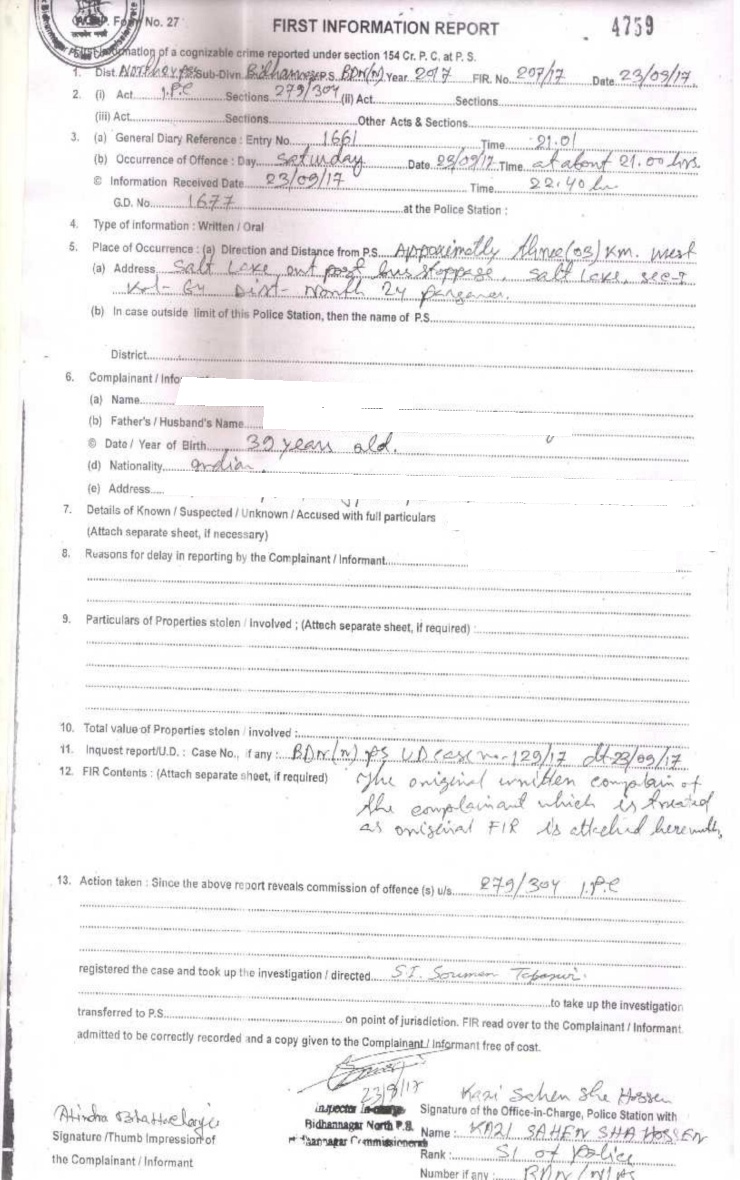 Form No. 27
FIRST INFORMATION REPORT
4759
of a cognizable crime reported under section 154 Cr. P. C. at P. S.
1. Dist. Sub-Divn. P.S. BDN(N) Year 2017 FIR. No. 207/17 Date 23/09/17
2. (i) Act I.P.C Sections 279/304 (ii) Act Sections
(iii) Act Sections Other Acts & Sections
3. (a) General Diary Reference : Entry No. 1661 Time 21.01
(b) Occurrence of Offence : Day Saturday Date 23/09/17 Time at about 21.00 hrs.
© Information Received Date 23/09/17 Time 22.40 hr
G.D. No. 1677 at the Police Station :
4. Type of information : Written / Oral
5. Place of Occurrence : (a) Direction and Distance from P.S. three (03) Km. west
(a) Address Salt Lake, out post bus stoppage, Salt Lake, sec-I
Kol- 64 Dist- North 24
(b) In case outside limit of this Police Station, then the name of P.S.
District
6. Complainant /
(a) Name
(b) Father's / Husband's Name
© Date / Year of Birth 39 years old.
(d) Nationality Indian.
(e) Address
7. Details of Known / Suspected / Unknown / Accused with full particulars
(Attach separate sheet, if necessary)
8. Reasons for delay in reporting by the Complainant / Informant
9. Particulars of Properties stolen / involved ; (Attech separate sheet, if required) :
10. Total value of Properties stolen / involved :
11. Inquest report/U.D. : Case No., if any : BDN(N) PS UD case no-129/17 dt-23/09/17
12. FIR Contents : (Attach separate sheet, if required) The original written complain of
the complainant which is treated
as original FIR is attached
13. Action taken : Since the above report reveals commission of offence (s) u/s. 279/304 I.P.C
registered the case and took up the investigation / directed S.I. Soumen
to take up the investigation
transferred to P.S. on point of jurisdiction. FIR read over to the Complainant / Informant,
admitted to be correctly recorded and a copy given to the Complainant / Informant free of cost.
23/9/17
Inspector In-charge
Bidhannagar North P.S.
Bidhannagar Commissionerate
Kazi Sahen Sha Hossen
Signature of the Office-in-Charge, Police Station with
Name : KAZI SAHEN SHA HOSSEN
Rank : SI of Police
Number if any : BDN (N) PS
Atindra Bhattacharjee
Signature /Thumb Impression of
the Complainant / Informant